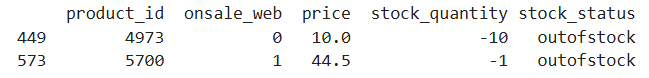 product_id onsale_web price stock_quantity stock_status
449 4973 0 10.0 -10 outofstock
573 5700 1 44.5 -1 outofstock